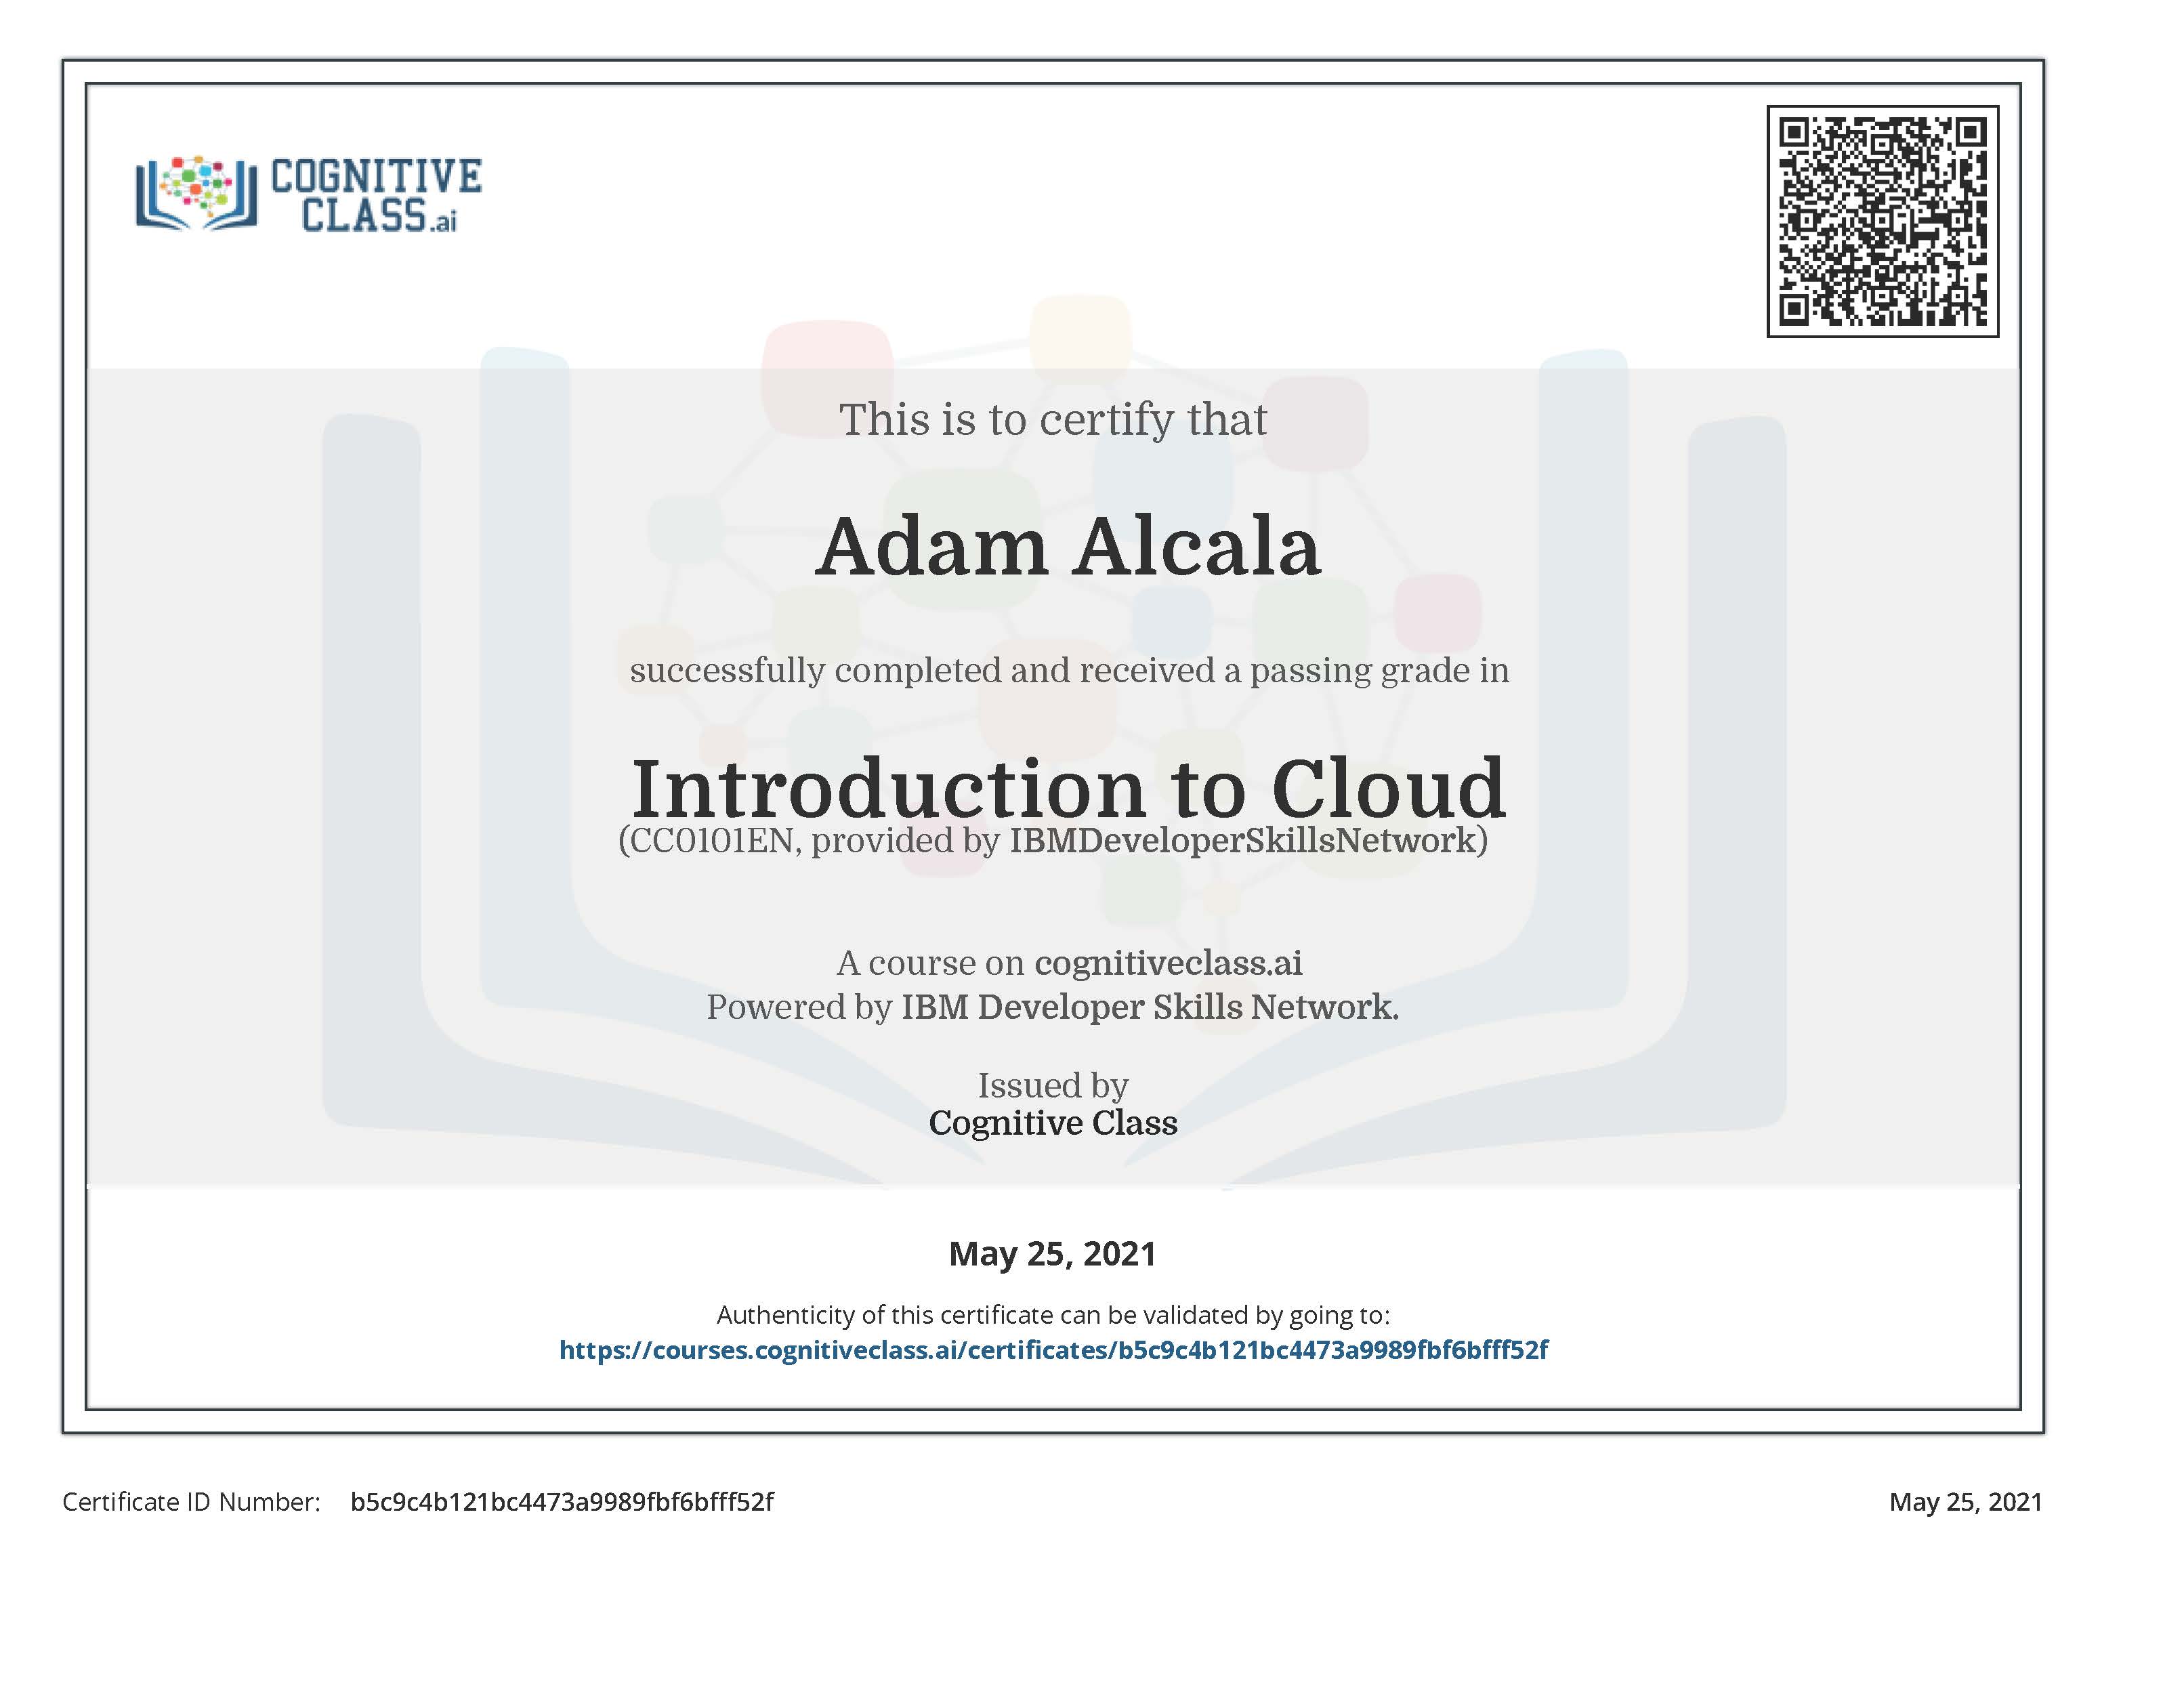 COGNITIVE
CLASS.ai
This is to certify that
Adam Alcala
successfully completed and received a passing grade in
Introduction to Cloud
(CC0101EN, provided by IBMDeveloperSkillsNetwork)
A course on cognitiveclass.ai
Powered by IBM Developer Skills Network.
Issued by
Cognitive Class
May 25, 2021
Authenticity of this certificate can be validated by going to:
https://courses.cognitiveclass.ai/certificates/b5c9c4b121bc4473a9989fbf6bfff52f
Certificate ID Number: b5c9c4b121bc4473a9989fbf6bfff52f
May 25, 2021